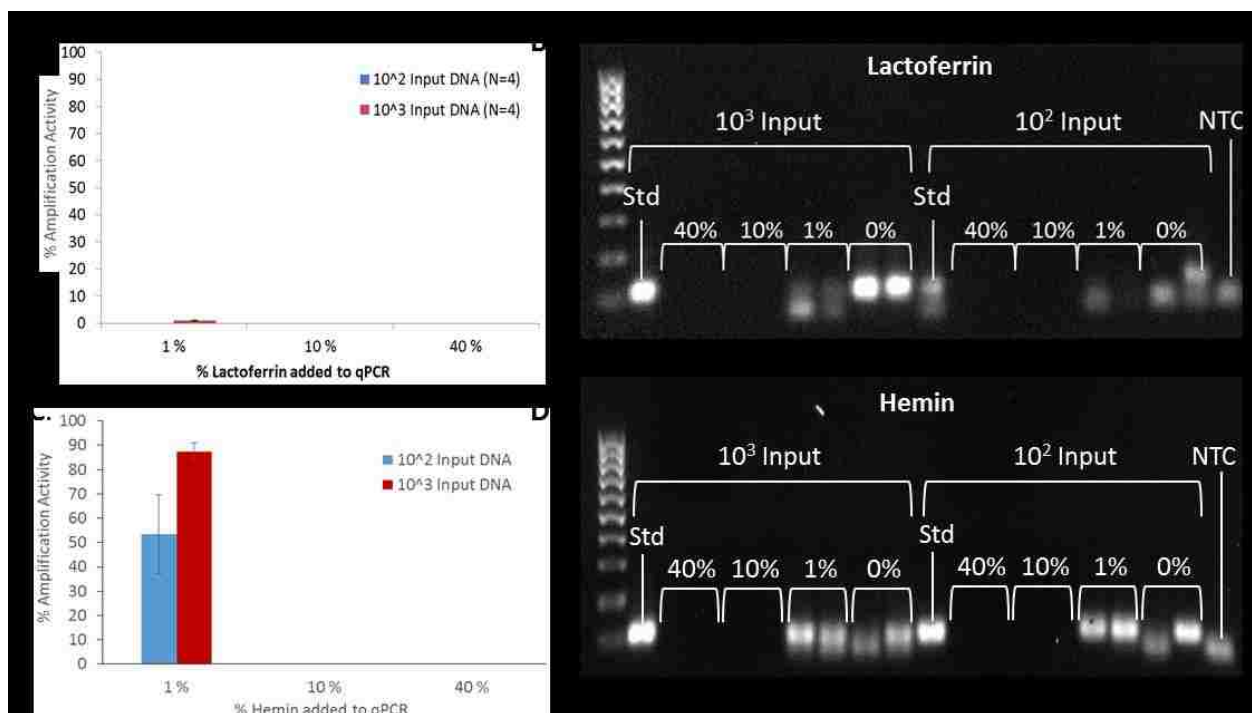 100
90
80
70
60
50
40
30
20
10
0
% Amplification Activity
10^2 Input DNA (N=4)
10^3 Input DNA (N=4)
1 %
10 %
40 %
% Lactoferrin added to qPCR
Lactoferrin
10³ Input
10² Input
NTC
Std
Std
40%
10%
1%
0%
40%
10%
1%
0%
C.
100
90
80
70
60
50
40
30
20
10
0
% Amplification Activity
10^2 Input DNA
10^3 Input DNA
1 %
10 %
40 %
% Hemin added to qPCR
D
Hemin
10³ Input
10² Input
NTC
Std
Std
40%
10%
1%
0%
40%
10%
1%
0%